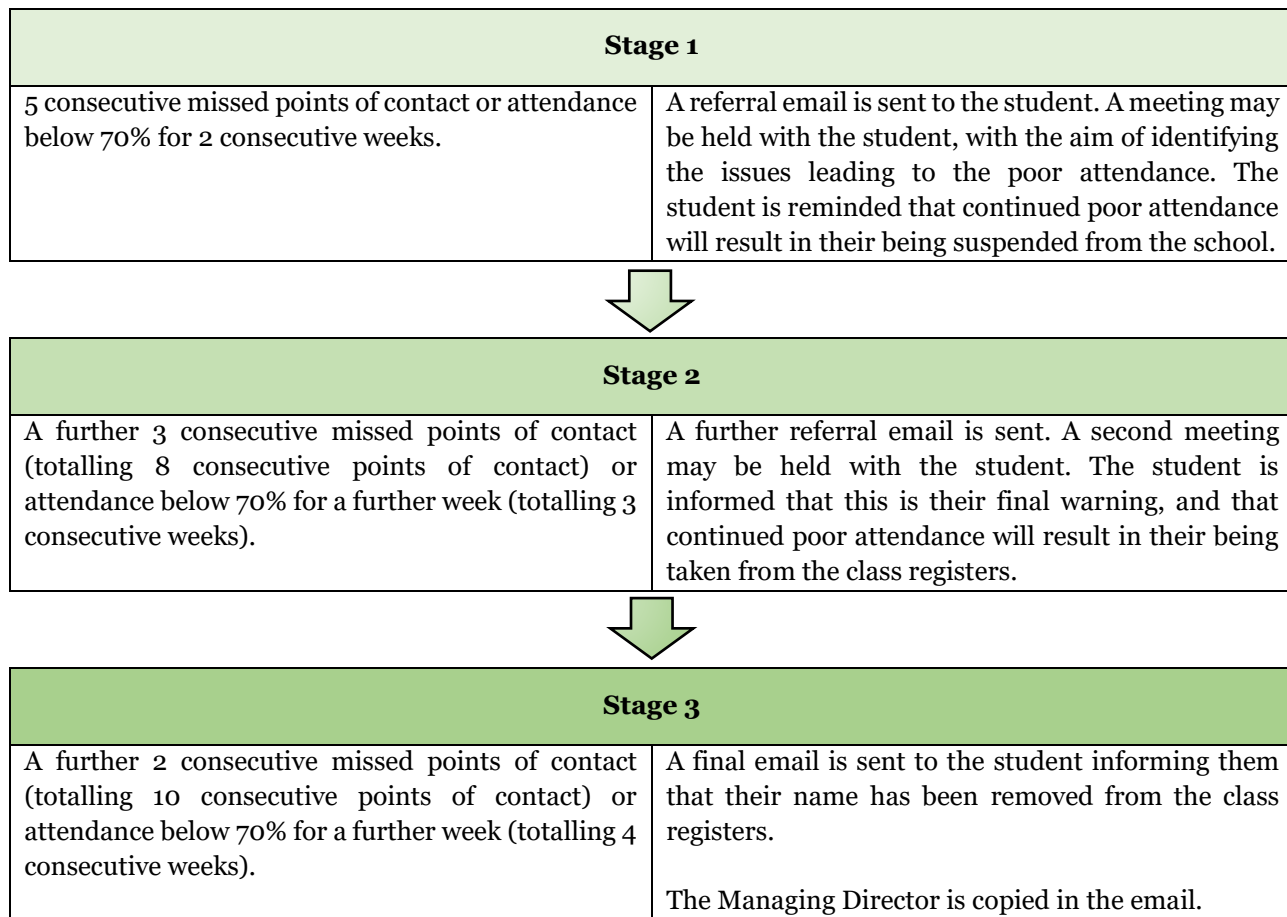 Stage 1
5 consecutive missed points of contact or attendance
below 70% for 2 consecutive weeks.
A referral email is sent to the student. A meeting may
be held with the student, with the aim of identifying
the issues leading to the poor attendance. The
student is reminded that continued poor attendance
will result in their being suspended from the school.
Stage 2
A further 3 consecutive missed points of contact
(totalling 8 consecutive points of contact) or
attendance below 70% for a further week (totalling 3
consecutive weeks).
A further referral email is sent. A second meeting
may be held with the student. The student is
informed that this is their final warning, and that
continued poor attendance will result in their being
taken from the class registers.
Stage 3
A further 2 consecutive missed points of contact
(totalling 10 consecutive points of contact) or
attendance below 70% for a further week (totalling 4
consecutive weeks).
A final email is sent to the student informing them
that their name has been removed from the class
registers.
The Managing Director is copied in the email.